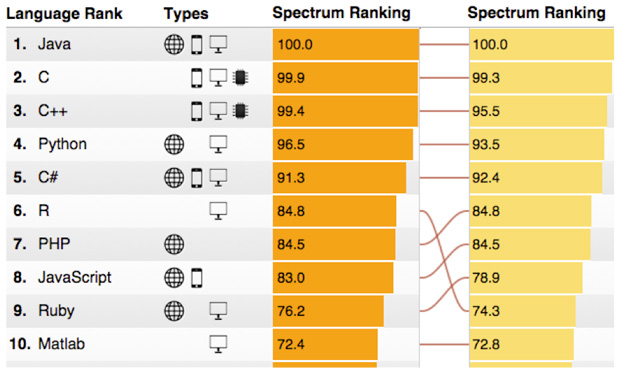 Language Rank Types Spectrum Ranking Spectrum Ranking
1. Java 100.0 100.0
2. C 99.9 99.3
3. C++ 99.4 95.5
4. Python 96.5 93.5
5. C# 91.3 92.4
6. R 84.8 84.8
7. PHP 84.5 84.5
8. JavaScript 83.0 78.9
9. Ruby 76.2 74.3
10. Matlab 72.4 72.8